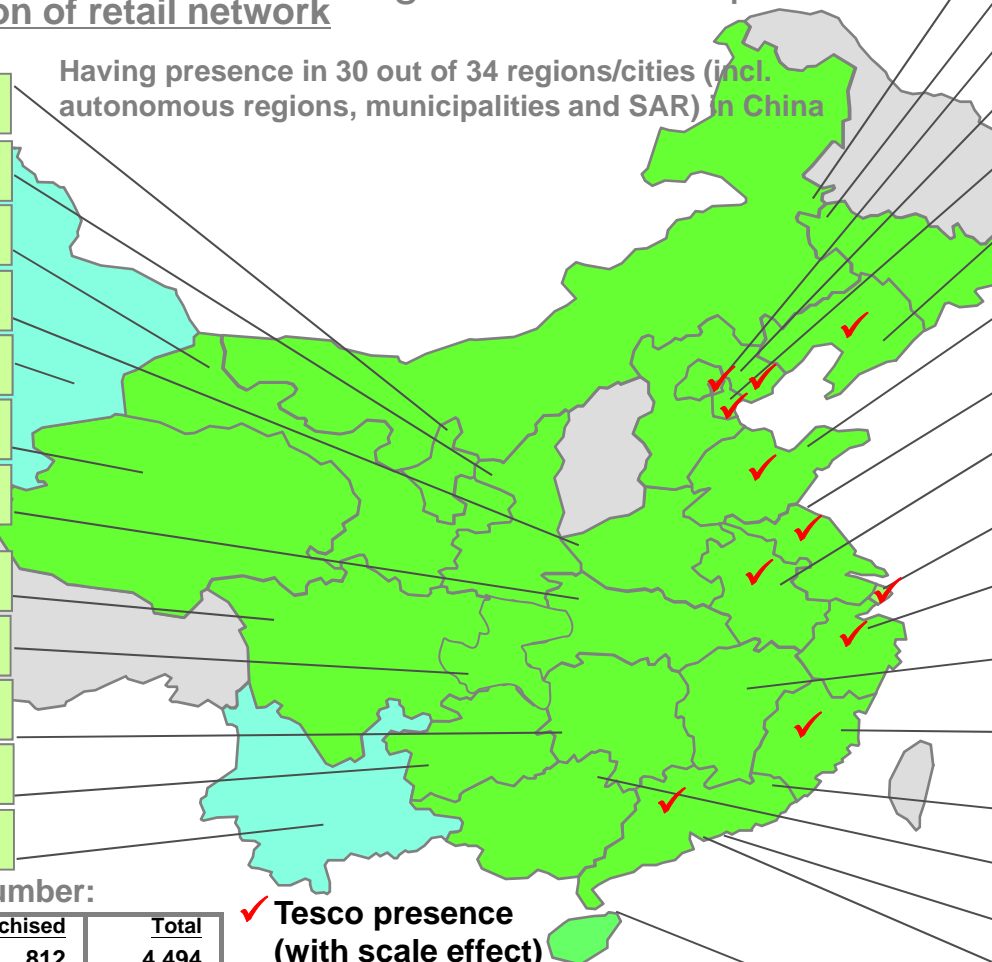 on of retail network
Having presence in 30 out of 34 regions/cities (incl.
autonomous regions, municipalities and SAR) in China
umber:
chised Total
812 4,494
Tesco presence
(with scale effect)